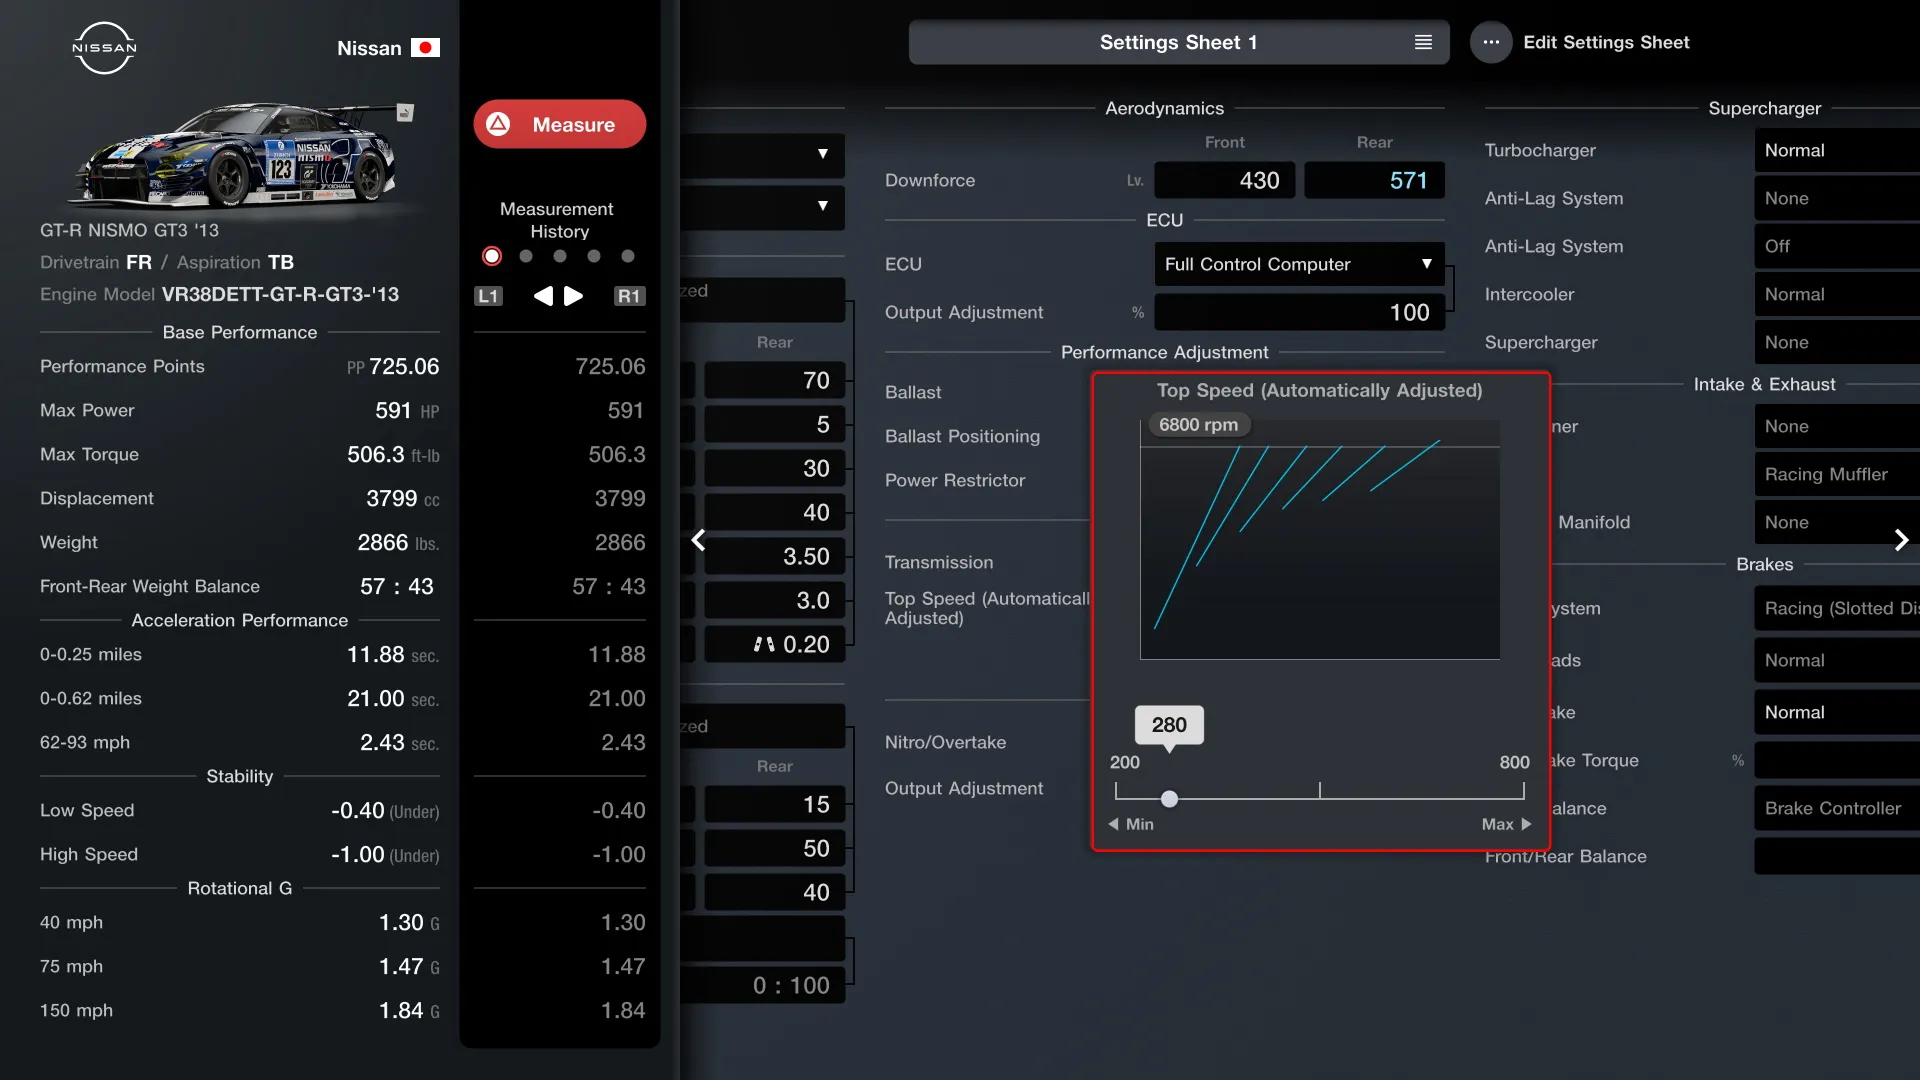 NISSAN
Nissan
GT-R NISMO GT3 '13
Drivetrain FR / Aspiration TB
Engine Model VR38DETT-GT-R-GT3-'13
Base Performance
Performance Points PP 725.06
Max Power 591 HP
Max Torque 506.3 ft-lb
Displacement 3799 cc
Weight 2866 lbs.
Front-Rear Weight Balance 57 : 43
Acceleration Performance
0-0.25 miles 11.88 sec.
0-0.62 miles 21.00 sec.
62-93 mph 2.43 sec.
Stability
Low Speed -0.40 (Under)
High Speed -1.00 (Under)
Rotational G
40 mph 1.30 G
75 mph 1.47 G
150 mph 1.84 G
Measure
Measurement
History
L1 R1
725.06
591
506.3
3799
2866
57 : 43
11.88
21.00
2.43
-0.40
-1.00
1.30
1.47
1.84
zed
Rear
70
5
30
40
3.50
3.0
0.20
zed
Rear
15
50
40
0 : 100
Settings Sheet 1
Edit Settings Sheet
Aerodynamics
Front Rear
Downforce Lv. 430 571
ECU
ECU Full Control Computer
Output Adjustment % 100
Performance Adjustment
Ballast
Ballast Positioning
Power Restrictor
Transmission
Top Speed (Automaticall
Adjusted)
Nitro/Overtake
Output Adjustment
Top Speed (Automatically Adjusted)
6800 rpm
280
200 800
Min Max
Supercharger
Turbocharger Normal
Anti-Lag System None
Anti-Lag System Off
Intercooler Normal
Supercharger None
Intake & Exhaust
ner None
Racing Muffler
Manifold None
Brakes
ystem Racing (Slotted Dis
ads Normal
ake Normal
ake Torque %
alance Brake Controller
Front/Rear Balance
123
NISSAN
nismo